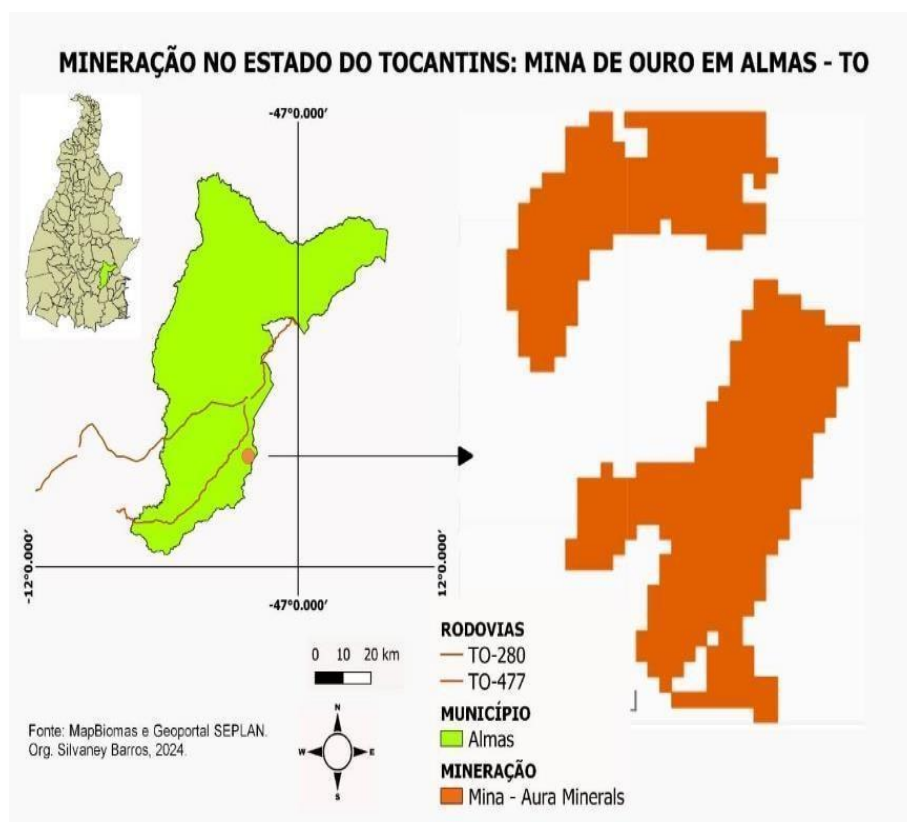 MINERAÇÃO NO ESTADO DO TOCANTINS: MINA DE OURO EM ALMAS - TO
-47°0.000'
-12°0.000'
12°0.000'
-47°0.000'
0 10 20 km
N
W E
S
RODOVIAS
TO-280
TO-477
MUNICÍPIO
Almas
MINERAÇÃO
Mina - Aura Minerals
Fonte: MapBiomas e Geoportal SEPLAN.
Org. Silvaney Barros, 2024.